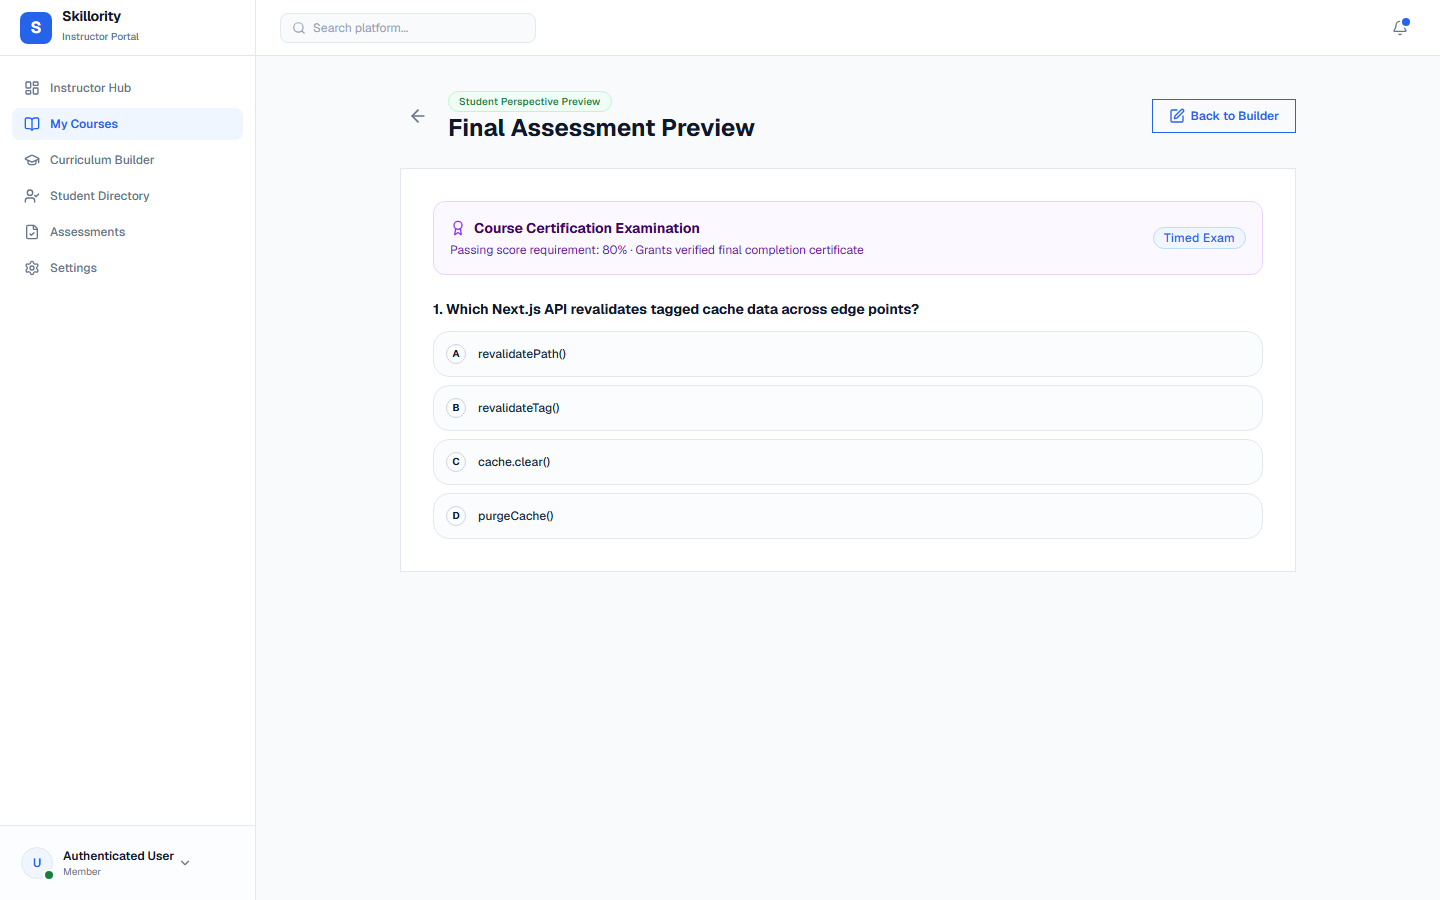 S
Skillority
Instructor Portal
Search platform...
Instructor Hub
My Courses
Curriculum Builder
Student Directory
Assessments
Settings
Student Perspective Preview
Final Assessment Preview
Back to Builder
Course Certification Examination
Passing score requirement: 80% · Grants verified final completion certificate
Timed Exam
1. Which Next.js API revalidates tagged cache data across edge points?
A revalidatePath()
B revalidateTag()
C cache.clear()
D purgeCache()
U
Authenticated User
Member